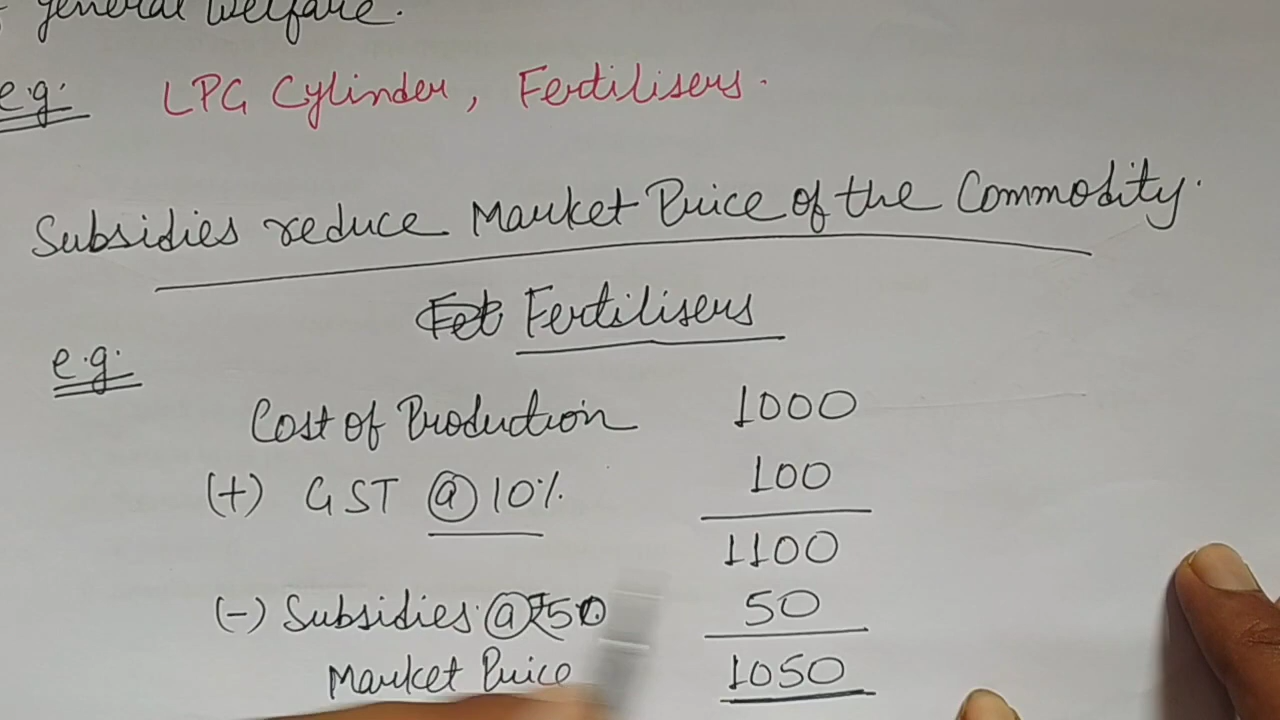 general welfare.
e.g. LPG Cylinder, Fertilisers.
Subsidies reduce Market Price of the Commodity.
Fertilisers
e.g.
Cost of Production 1000
(+) GST @ 10% 100
1100
(-) Subsidies @ ₹50 50
Market Price 1050